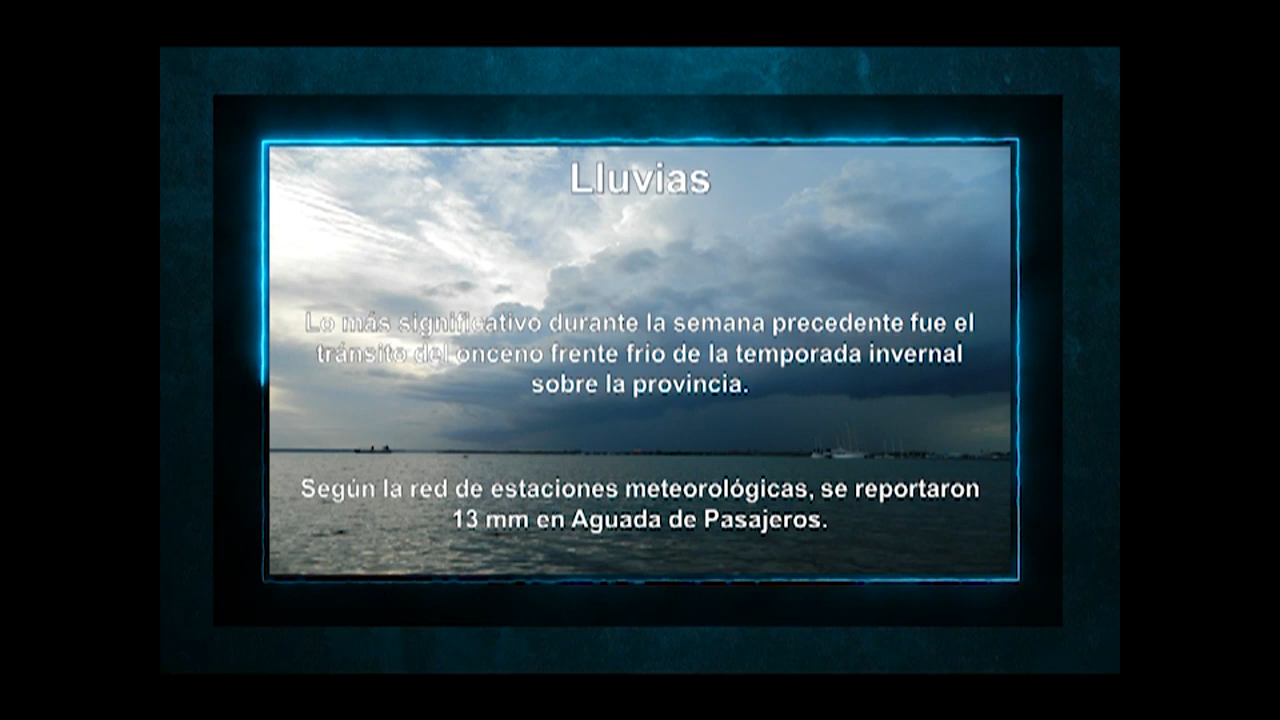 Lluvias
Lo más significativo durante la semana precedente fue el
tránsito del onceno frente frio de la temporada invernal
sobre la provincia.
Según la red de estaciones meteorológicas, se reportaron
13 mm en Aguada de Pasajeros.